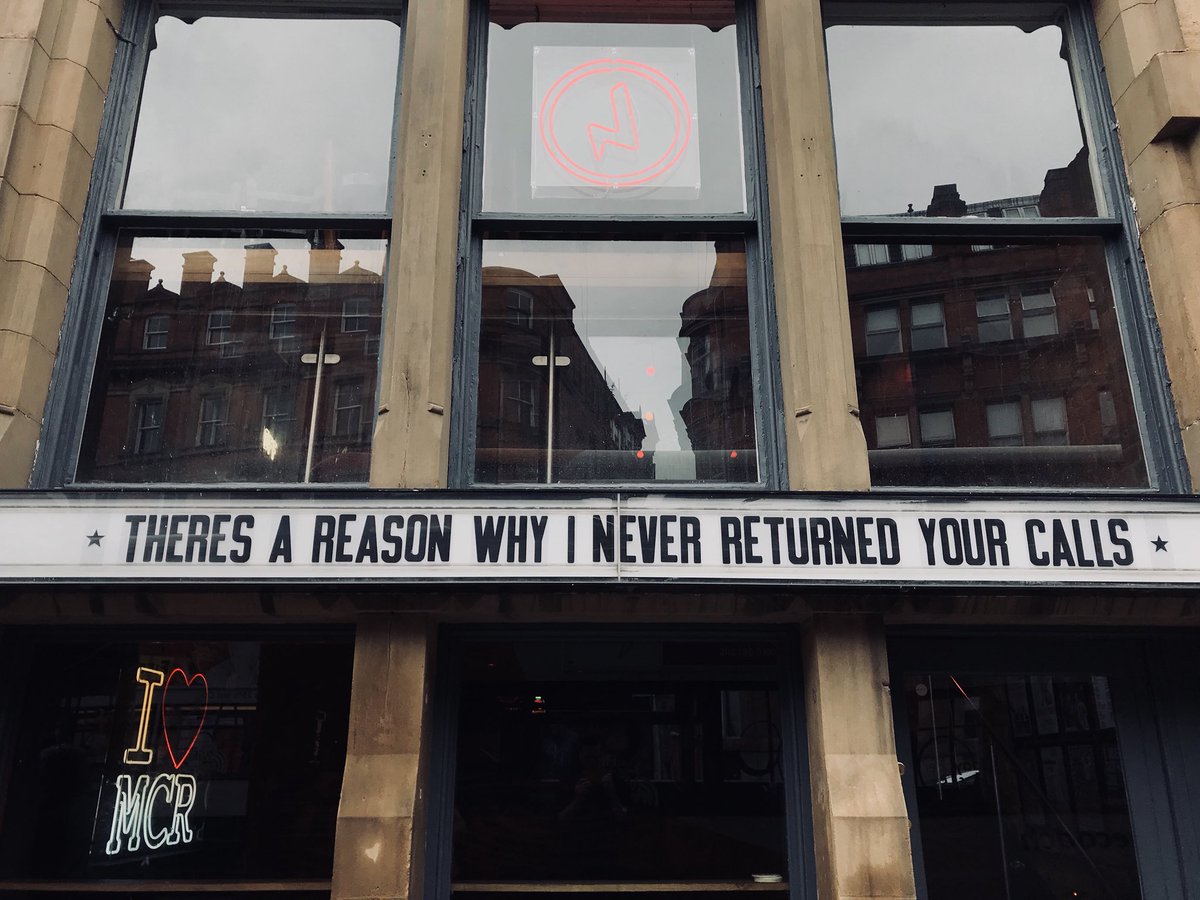 THERES A REASON WHY I NEVER RETURNED YOUR CALLS
I
MCR